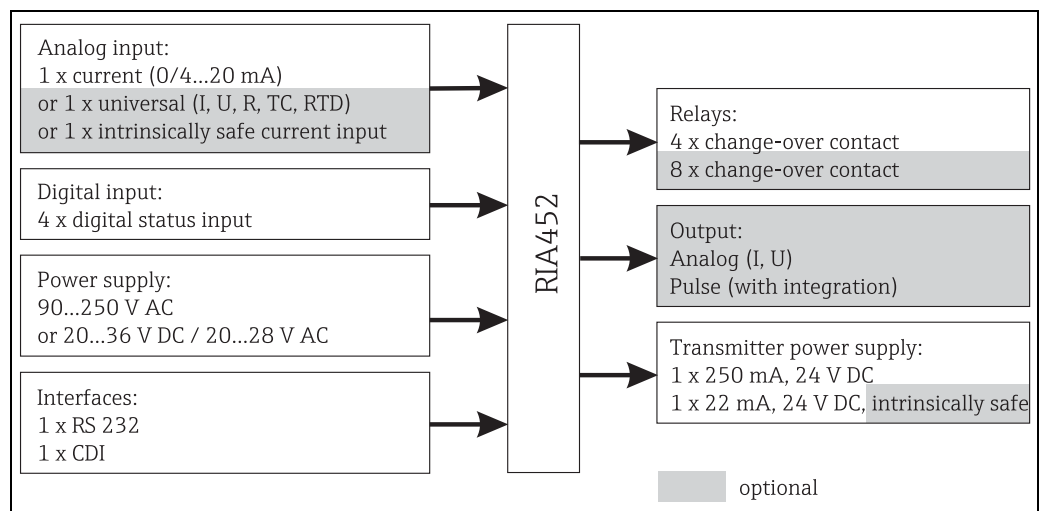 Analog input:
1 x current (0/4...20 mA)
or 1 x universal (I, U, R, TC, RTD)
or 1 x intrinsically safe current input
Digital input:
4 x digital status input
Power supply:
90...250 V AC
or 20...36 V DC / 20...28 V AC
Interfaces:
1 x RS 232
1 x CDI
RIA452
Relays:
4 x change-over contact
8 x change-over contact
Output:
Analog (I, U)
Pulse (with integration)
Transmitter power supply:
1 x 250 mA, 24 V DC
1 x 22 mA, 24 V DC, intrinsically safe
optional